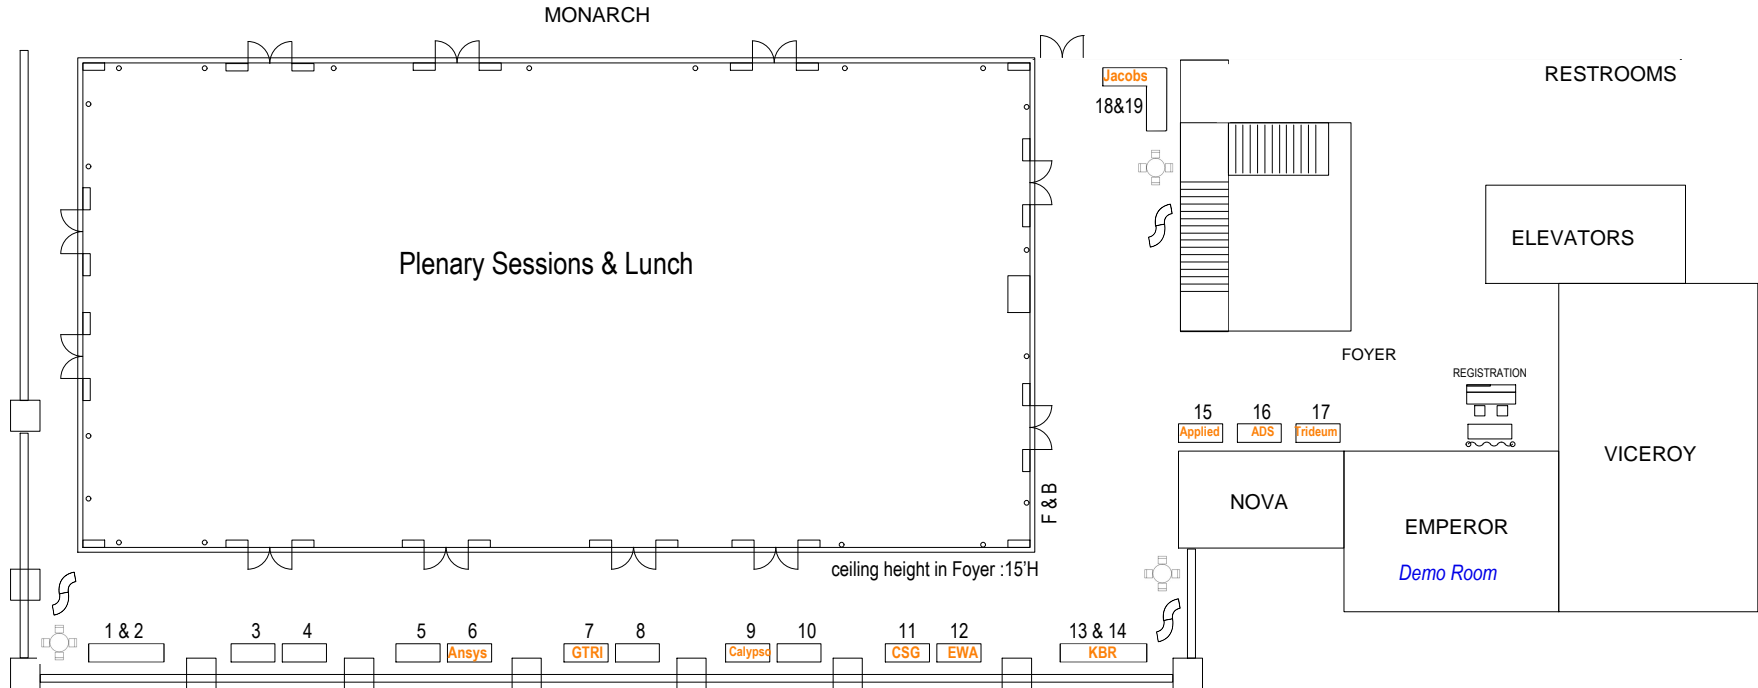 MONARCH
RESTROOMS
Jacobs
18&19
ELEVATORS
Plenary Sessions & Lunch
FOYER
REGISTRATION
15 16 17
Applied ADS Trideum
VICEROY
NOVA
F & B
EMPEROR
Demo Room
ceiling height in Foyer :15'H
1 & 2 3 4 5 6 7 8 9 10 11 12 13 & 14
Ansys GTRI Calypso CSG EWA KBR